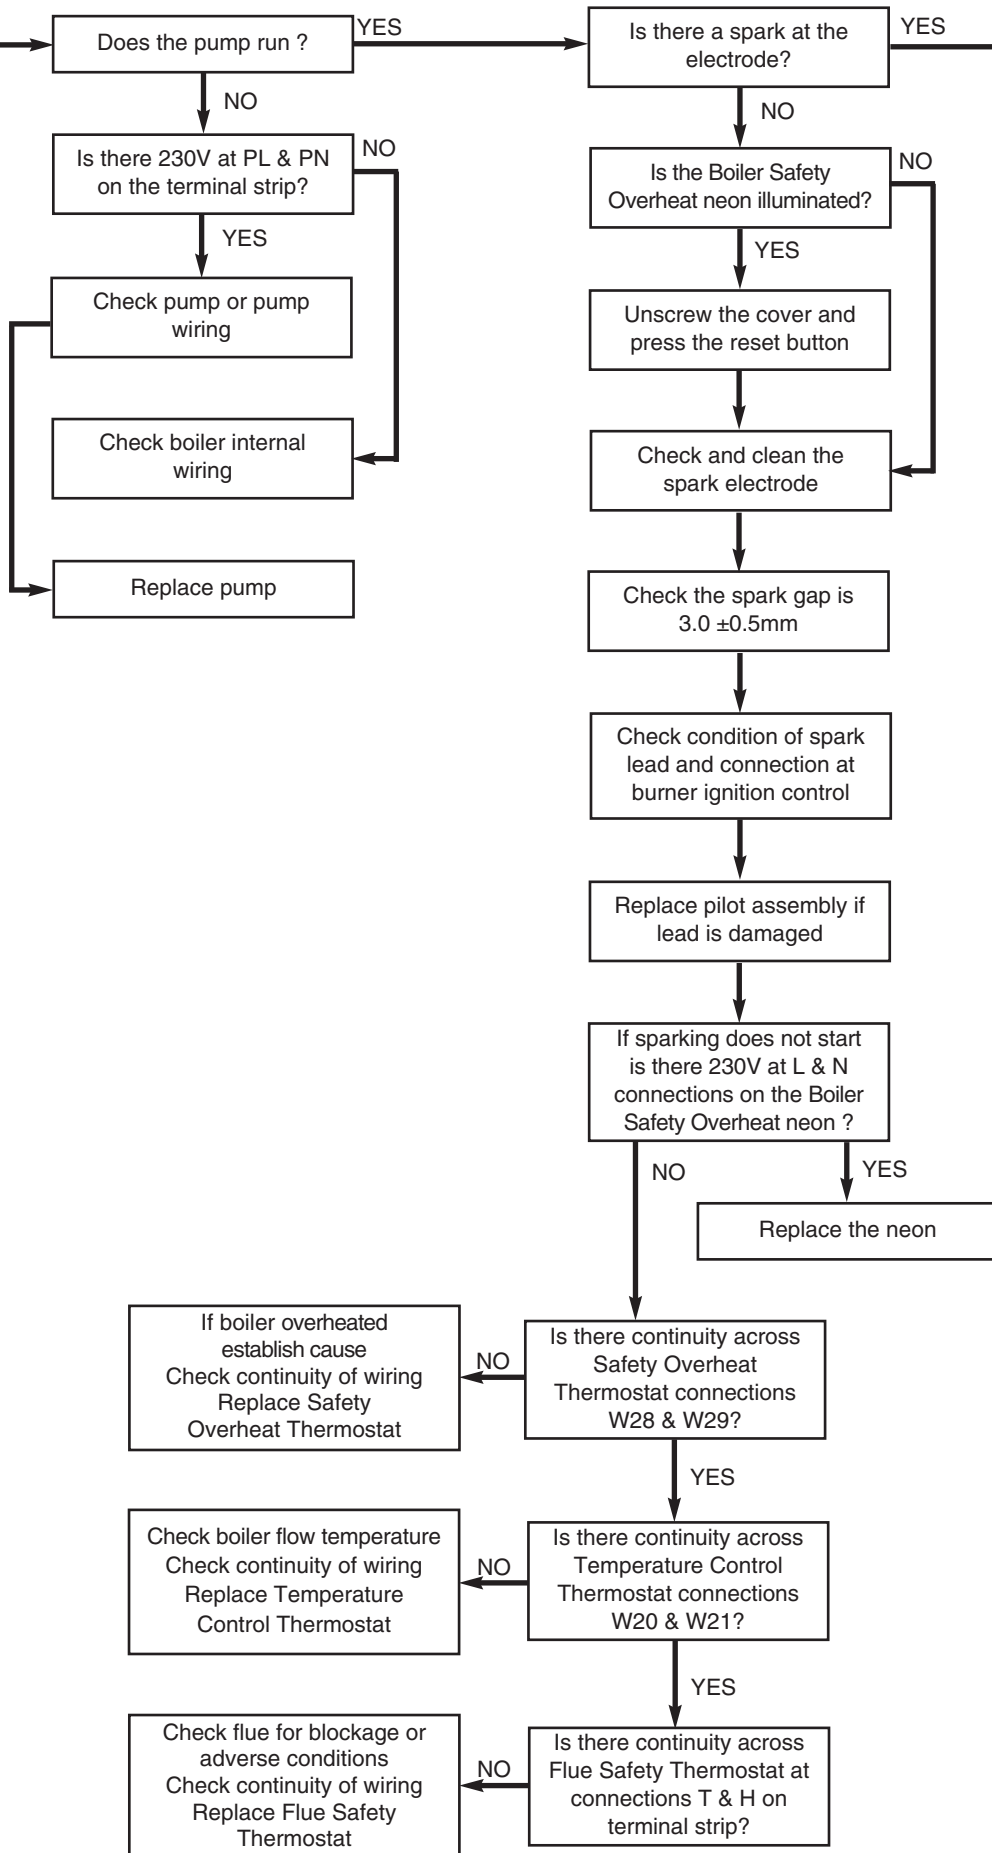 Does the pump run ?
YES
NO
Is there 230V at PL & PN
on the terminal strip?
NO
YES
Check pump or pump
wiring
Check boiler internal
wiring
Replace pump
Is there a spark at the
electrode?
YES
NO
Is the Boiler Safety
Overheat neon illuminated?
NO
YES
Unscrew the cover and
press the reset button
Check and clean the
spark electrode
Check the spark gap is
3.0 ±0.5mm
Check condition of spark
lead and connection at
burner ignition control
Replace pilot assembly if
lead is damaged
If sparking does not start
is there 230V at L & N
connections on the Boiler
Safety Overheat neon ?
NO
YES
Replace the neon
Is there continuity across
Safety Overheat
Thermostat connections
W28 & W29?
NO
If boiler overheated
establish cause
Check continuity of wiring
Replace Safety
Overheat Thermostat
YES
Is there continuity across
Temperature Control
Thermostat connections
W20 & W21?
NO
Check boiler flow temperature
Check continuity of wiring
Replace Temperature
Control Thermostat
YES
Is there continuity across
Flue Safety Thermostat at
connections T & H on
terminal strip?
NO
Check flue for blockage or
adverse conditions
Check continuity of wiring
Replace Flue Safety
Thermostat